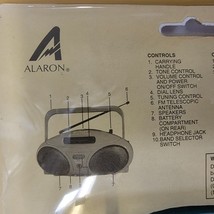 ALARON®
CONTROLS
1. CARRYING
HANDLE
2. TONE CONTROL
3. VOLUME CONTROL
AND POWER
ON/OFF SWITCH
4. DIAL LENS
5. TUNING CONTROL
6. FM TELESCOPIC
ANTENNA
7. SPEAKERS
8. BATTERY
COMPARTMENT
(ON REAR)
9. HEADPHONE JACK
10. BAND SELECTOR
SWITCH